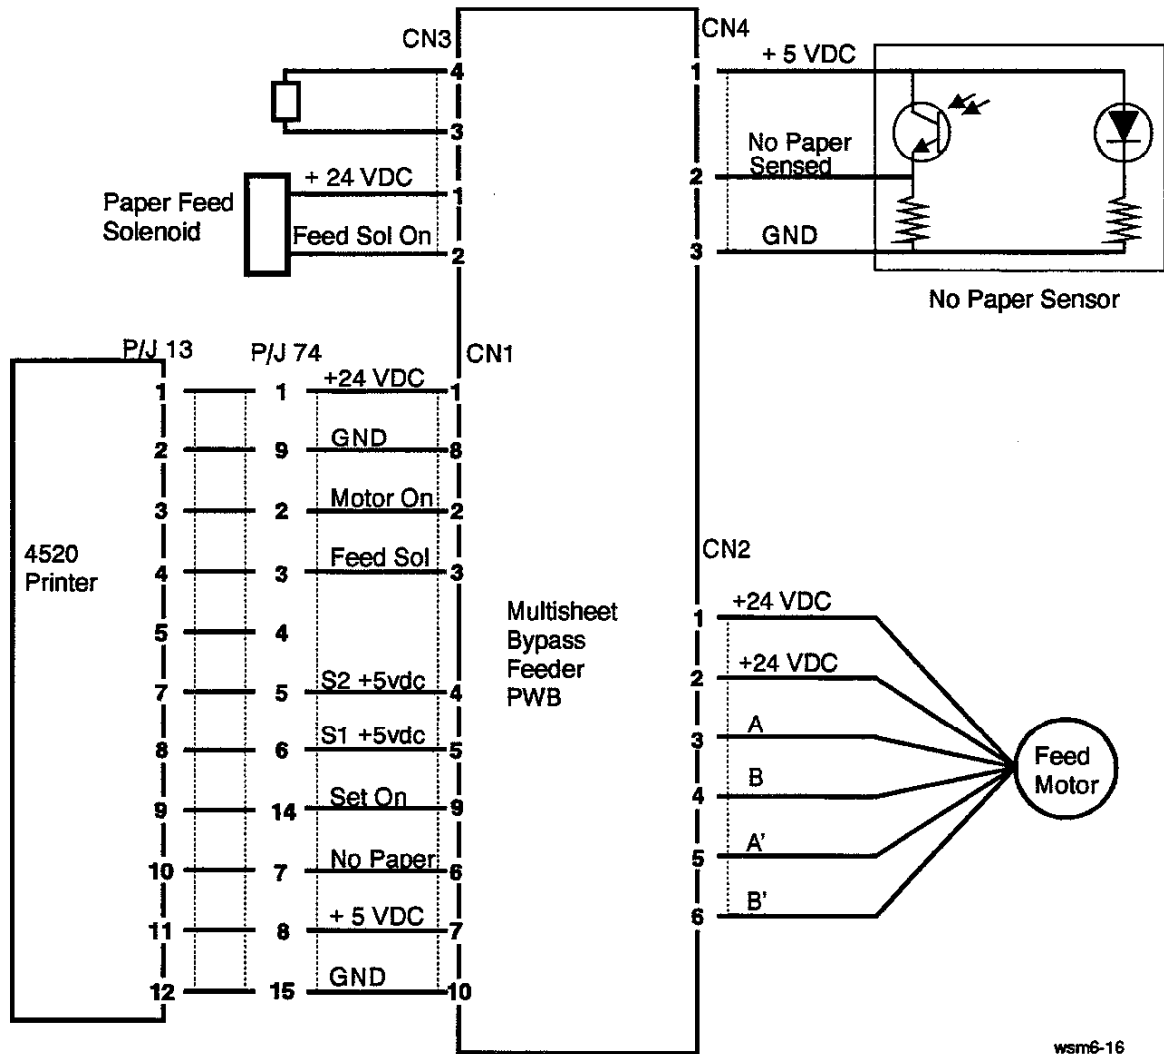 CN3
4
3
+ 24 VDC
1
Paper Feed
Solenoid
Feed Sol On
2
CN4
1
+ 5 VDC
No Paper
Sensed
2
3
GND
No Paper Sensor
P/J 13
P/J 74
CN1
1 1 +24 VDC 1
2 9 GND 8
3 2 Motor On 2
4 3 Feed Sol 3
5 4
7 5 S2 +5vdc 4
8 6 S1 +5vdc 5
9 14 Set On 9
10 7 No Paper 6
11 8 + 5 VDC 7
12 15 GND 10
4520
Printer
Multisheet
Bypass
Feeder
PWB
CN2
1 +24 VDC
2 +24 VDC
3 A
4 B
5 A'
6 B'
Feed
Motor
wsm6-16